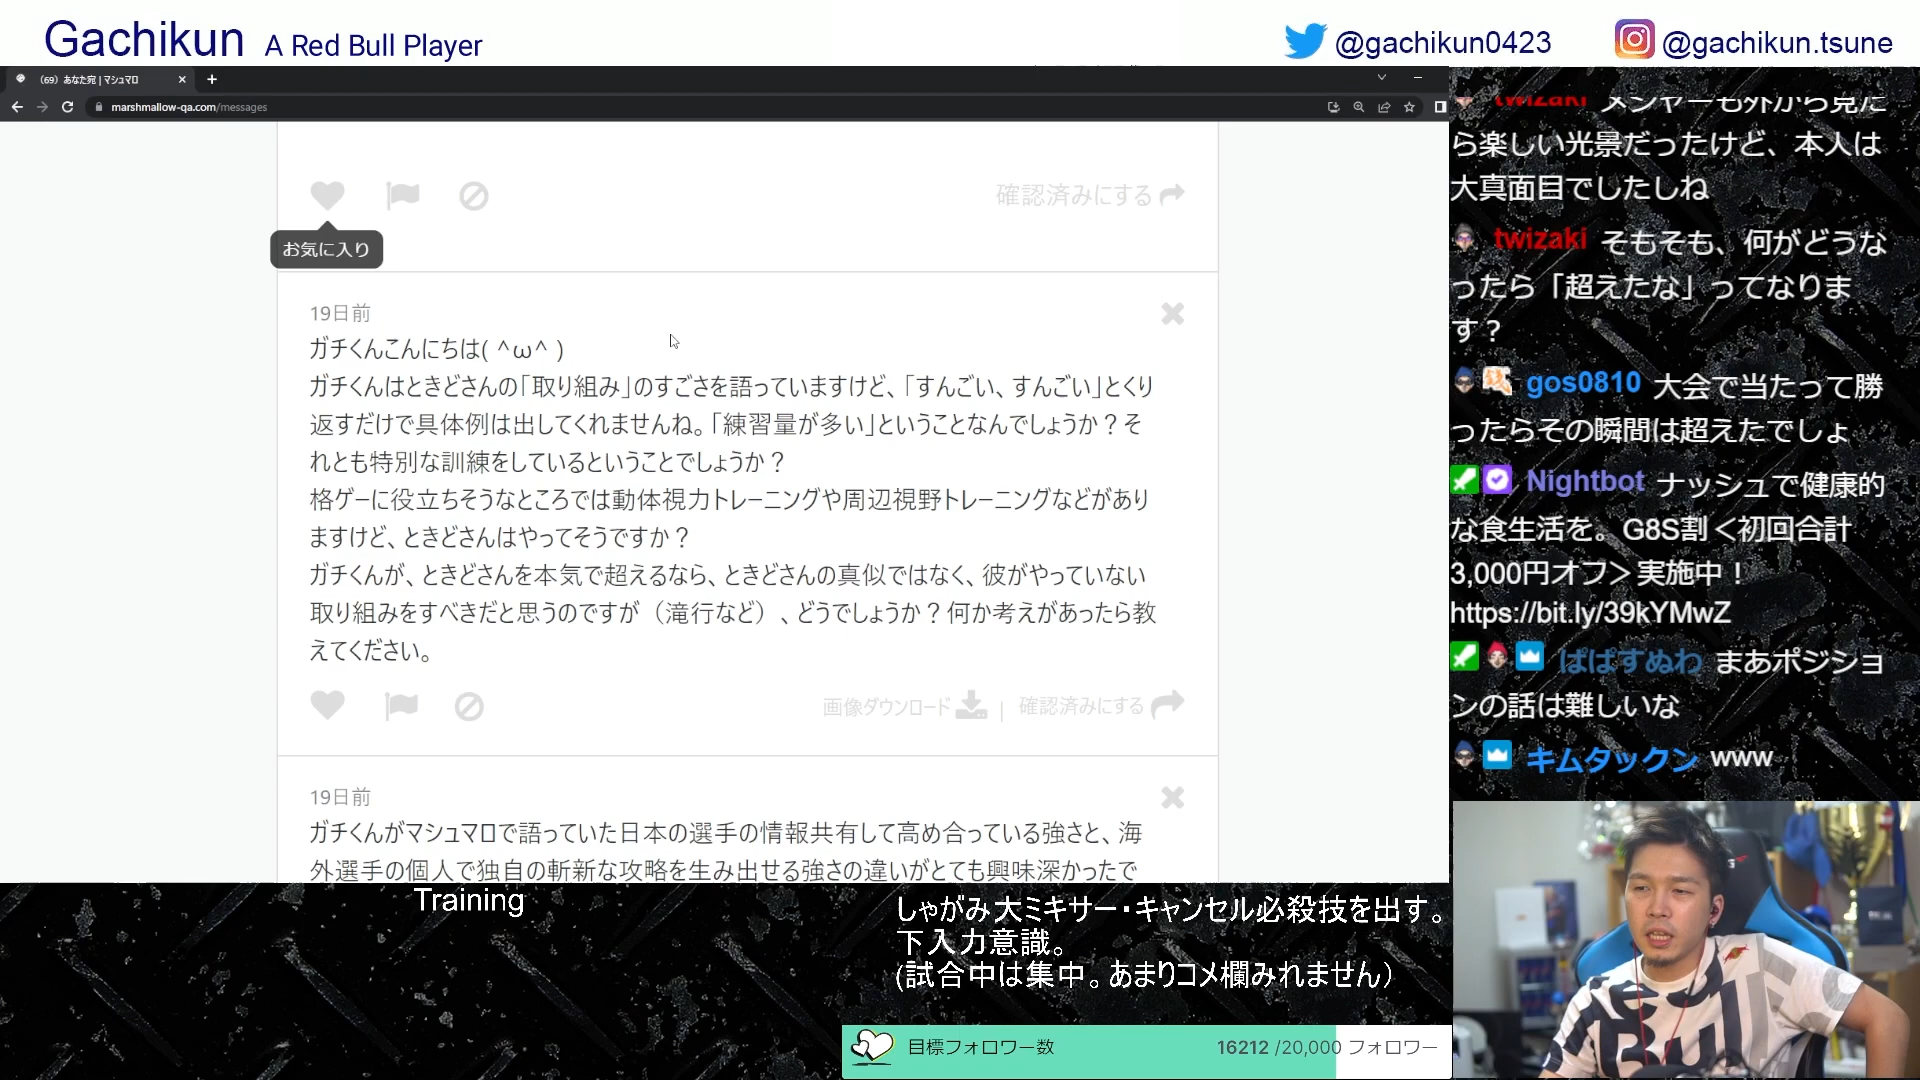 Gachikun A Red Bull Player
@gachikun0423
@gachikun.tsune
(69) あなた宛 | マシュマロ
marshmallow-qa.com/messages
確認済みにする
お気に入り
19日前
ガチくんこんにちは( ^ω^ )
ガチくんはときどさんの「取り組み」のすごさを語っていますけど、「すんごい、すんごい」とくり
返すだけで具体例は出してくれませんね。「練習量が多い」ということなんでしょうか？そ
れとも特別な訓練をしているということでしょうか？
格ゲーに役立ちそうなところでは動体視力トレーニングや周辺視野トレーニングなどがあり
ますけど、ときどさんはやってそうですか？
ガチくんが、ときどさんを本気で超えるなら、ときどさんの真似ではなく、彼がやっていない
取り組みをすべきだと思うのですが（滝行など）、どうでしょうか？何か考えがあったら教
えてください。
画像ダウンロード | 確認済みにする
19日前
ガチくんがマシュマロで語っていた日本の選手の情報共有して高め合っている強さと、海
外選手の個人で独自の斬新な攻略を生み出せる強さの違いがとても興味深かったで
twizaki メンヤーも外から見た
ら楽しい光景だったけど、本人は
大真面目でしたしね
twizaki そもそも、何がどうな
ったら「超えたな」ってなりま
す？
gos0810 大会で当たって勝
ったらその瞬間は超えたでしょ
Nightbot ナッシュで健康的
な食生活を。G8S割＜初回合計
3,000円オフ＞実施中！
https://bit.ly/39kYMwZ
ぱぱすぬわ まあポジショ
ンの話は難しいな
キムタックン www
Training
しゃがみ大ミキサー・キャンセル必殺技を出す。
下入力意識。
(試合中は集中。あまりコメ欄みれません）
目標フォロワー数 16212 /20,000 フォロワー